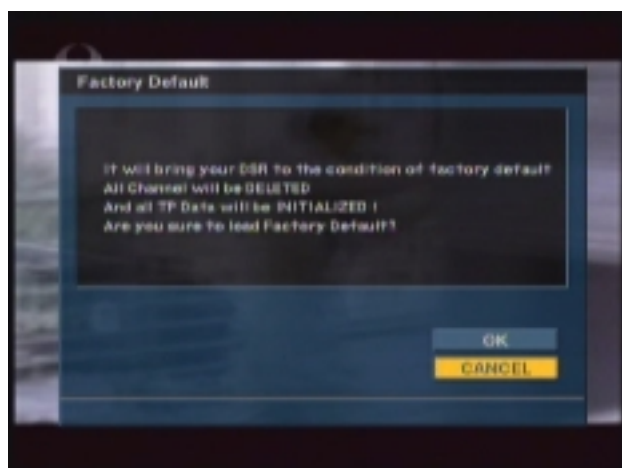 Factory Default
It will bring your DSR to the condition of factory default
All Channel will be DELETED
And all TP Data will be INITIALIZED !
Are you sure to load Factory Default?
OK
CANCEL